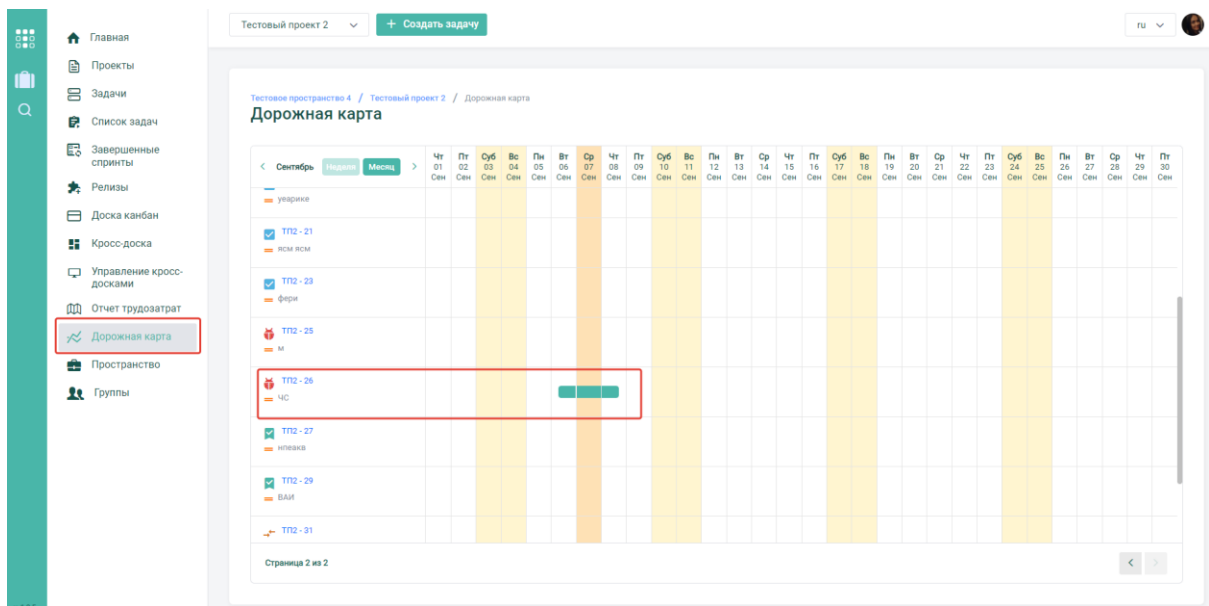 Тестовый проект 2
+ Создать задачу
ru
Главная
Проекты
Задачи
Список задач
Завершенные
спринты
Релизы
Доска канбан
Кросс-доска
Управление кросс-
досками
Отчет трудозатрат
Дорожная карта
Пространство
Группы
Тестовое пространство 4 / Тестовый проект 2 / Дорожная карта
Дорожная карта
< Сентябрь Неделя Месяц >
Чт Пт Суб Вс Пн Вт Ср Чт Пт Суб Вс Пн Вт Ср Чт Пт Суб Вс Пн Вт Ср Чт Пт Суб Вс Пн Вт Ср Чт Пт
01 02 03 04 05 06 07 08 09 10 11 12 13 14 15 16 17 18 19 20 21 22 23 24 25 26 27 28 29 30
Сен Сен Сен Сен Сен Сен Сен Сен Сен Сен Сен Сен Сен Сен Сен Сен Сен Сен Сен Сен Сен Сен Сен Сен Сен Сен Сен Сен Сен Сен
уеарике
ТП2 - 21
ясм ясм
ТП2 - 23
фери
ТП2 - 25
м
ТП2 - 26
ЧС
ТП2 - 27
нпеакв
ТП2 - 29
ВАИ
ТП2 - 31
Страница 2 из 2